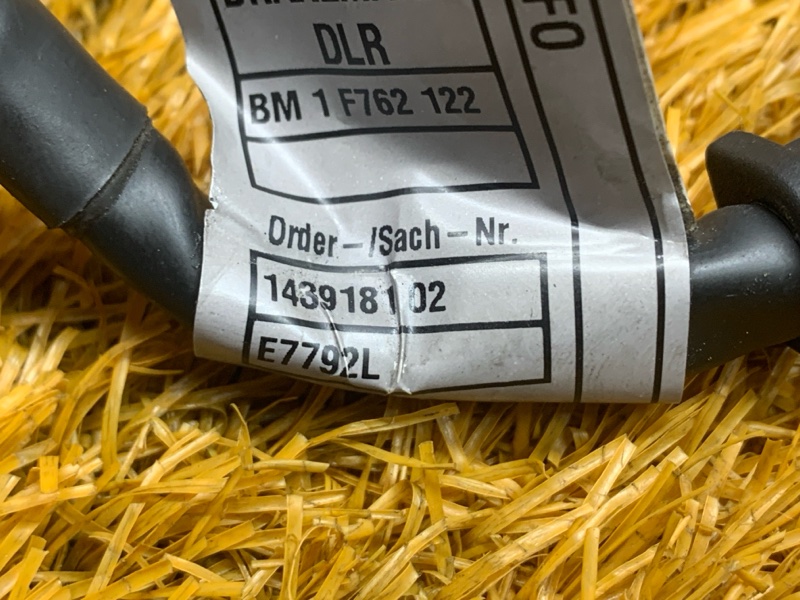 DLR
BM 1 F762 122
Order-/Sach-Nr.
143918102
E7792L